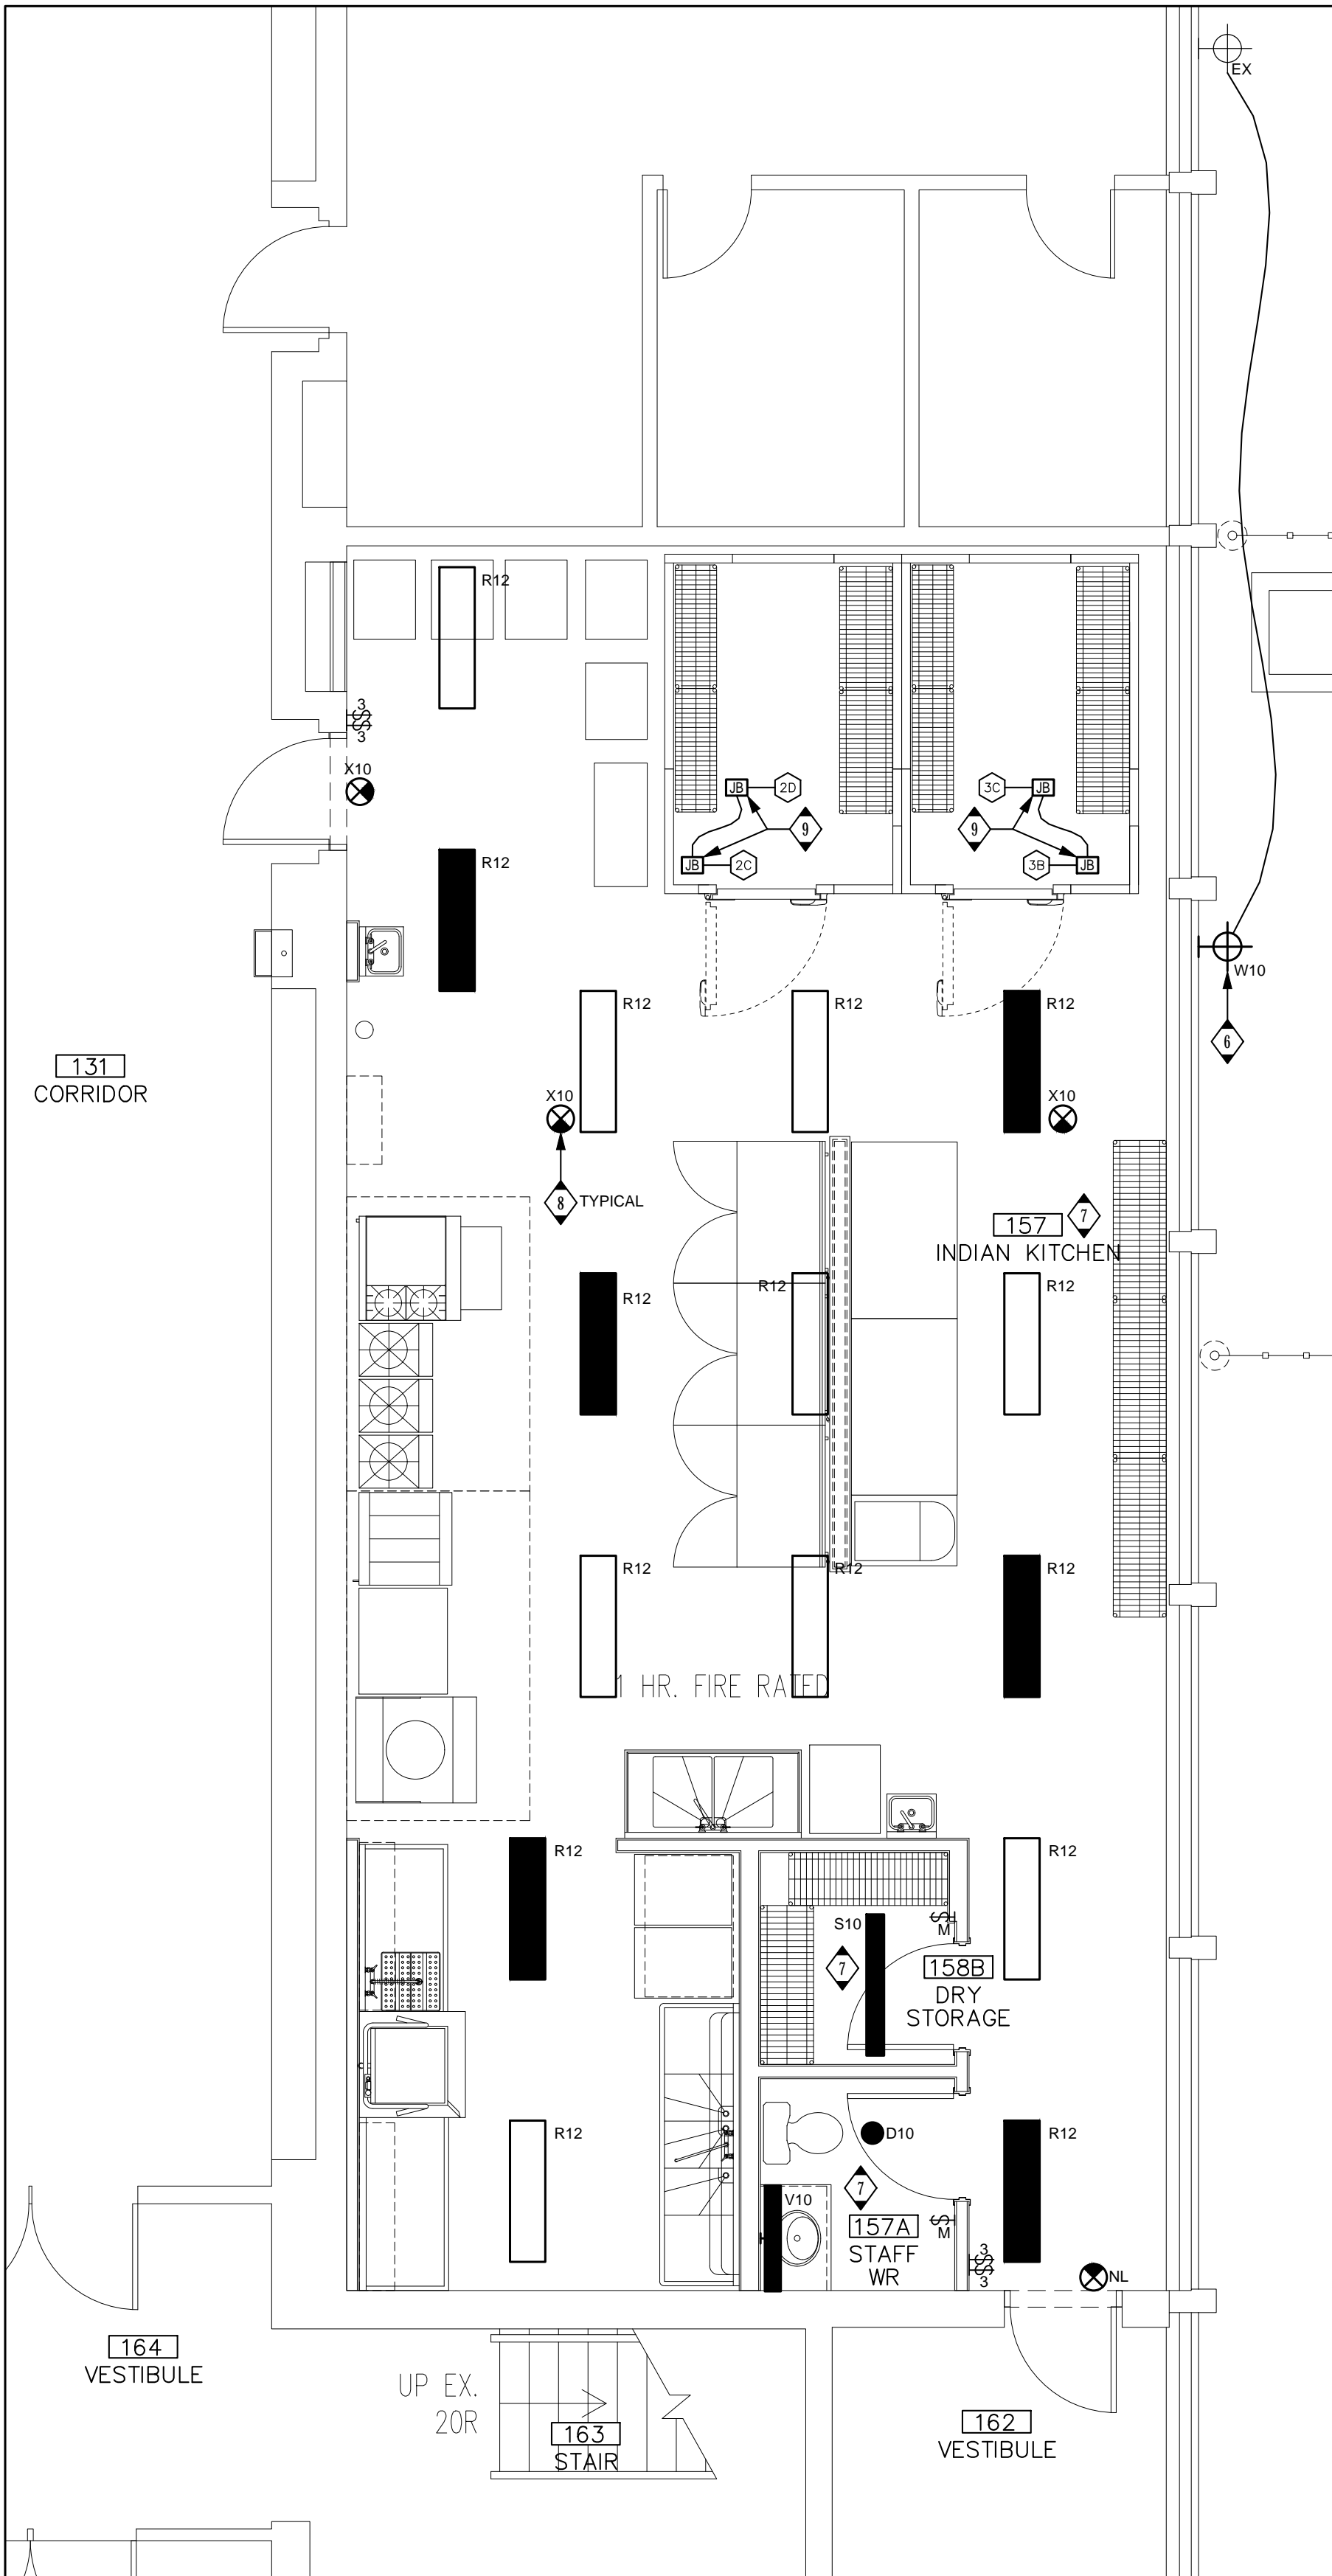 EX
R12
3
3
X10
2D
3C
JB
JB
9
9
R12
JB
2C
3B
JB
W10
R12
R12
R12
6
131
CORRIDOR
X10
X10
8
TYPICAL
157
7
INDIAN KITCHEN
R12
R12
R12
R12
R12
R12
1 HR. FIRE RATED
R12
R12
S10
S
M
7
158B
DRY
STORAGE
R12
D10
R12
7
V10
157A
S
M
STAFF
WR
3
3
NL
164
VESTIBULE
UP EX.
20R
163
STAIR
162
VESTIBULE